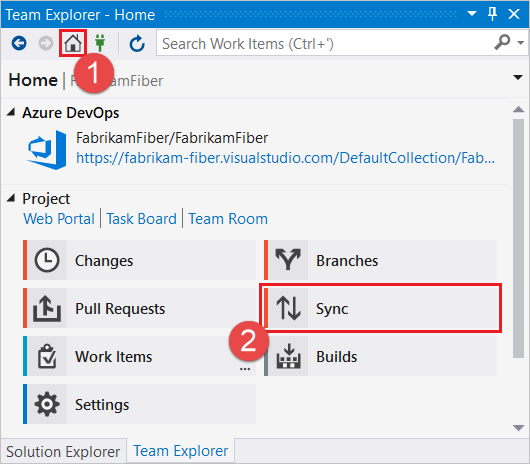 Team Explorer - Home
Search Work Items (Ctrl+')
1
Home | FabrikamFiber
Azure DevOps
FabrikamFiber/FabrikamFiber
https://fabrikam-fiber.visualstudio.com/DefaultCollection/Fab...
Project
Web Portal | Task Board | Team Room
Changes
Branches
Pull Requests
Sync
2
Work Items
...
Builds
Settings
Solution Explorer
Team Explorer